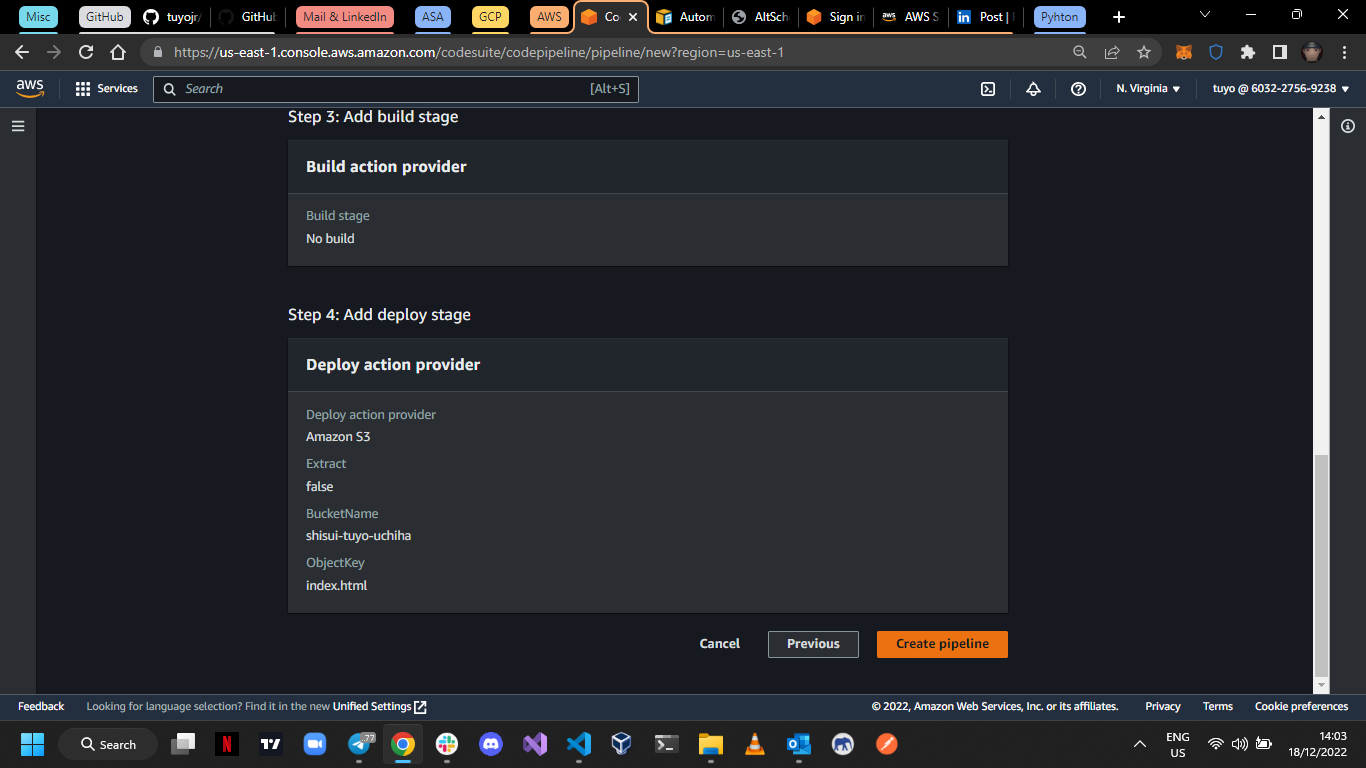 Misc GitHub tuyojr/ GitHub Mail & LinkedIn ASA GCP AWS Co Autom AltSch Sign in AWS S Post | Pyhton
https://us-east-1.console.aws.amazon.com/codesuite/codepipeline/pipeline/new?region=us-east-1
aws Services Search [Alt+S] N. Virginia tuyo @ 6032-2756-9238
Step 3: Add build stage
Build action provider
Build stage
No build
Step 4: Add deploy stage
Deploy action provider
Deploy action provider
Amazon S3
Extract
false
BucketName
shisui-tuyo-uchiha
ObjectKey
index.html
Cancel Previous Create pipeline
Feedback Looking for language selection? Find it in the new Unified Settings © 2022, Amazon Web Services, Inc. or its affiliates. Privacy Terms Cookie preferences
Search 77 ENG US 14:03
18/12/2022